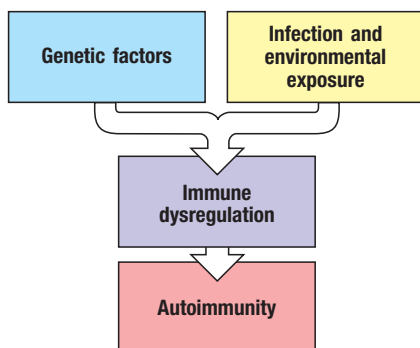 Genetic factors
Infection and
environmental
exposure
Immune
dysregulation
Autoimmunity